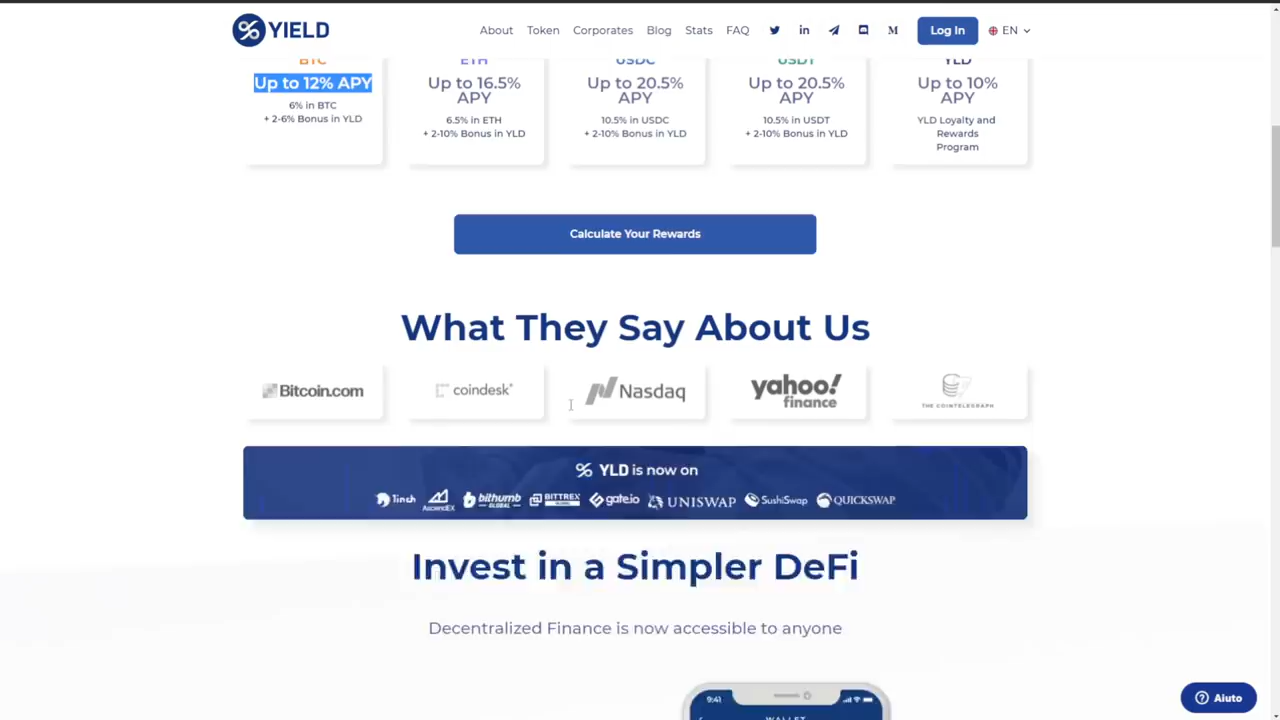 YIELD
About Token Corporates Blog Stats FAQ Log In EN
BTC ETH USDC USDT YLD
Up to 12% APY
6% in BTC
+ 2-6% Bonus in YLD
Up to 16.5%
APY
6.5% in ETH
+ 2-10% Bonus in YLD
Up to 20.5%
APY
10.5% in USDC
+ 2-10% Bonus in YLD
Up to 20.5%
APY
10.5% in USDT
+ 2-10% Bonus in YLD
Up to 10%
APY
YLD Loyalty and
Rewards
Program
Calculate Your Rewards
What They Say About Us
Bitcoin.com
coindesk
Nasdaq
yahoo!
finance
THE COINTELEGRAPH
YLD is now on
1inch AscendEX bithumb GLOBAL BITTREX GLOBAL gate.io UNISWAP SushiSwap QUICKSWAP
Invest in a Simpler DeFi
Decentralized Finance is now accessible to anyone
9:41
WALLET
Aiuto